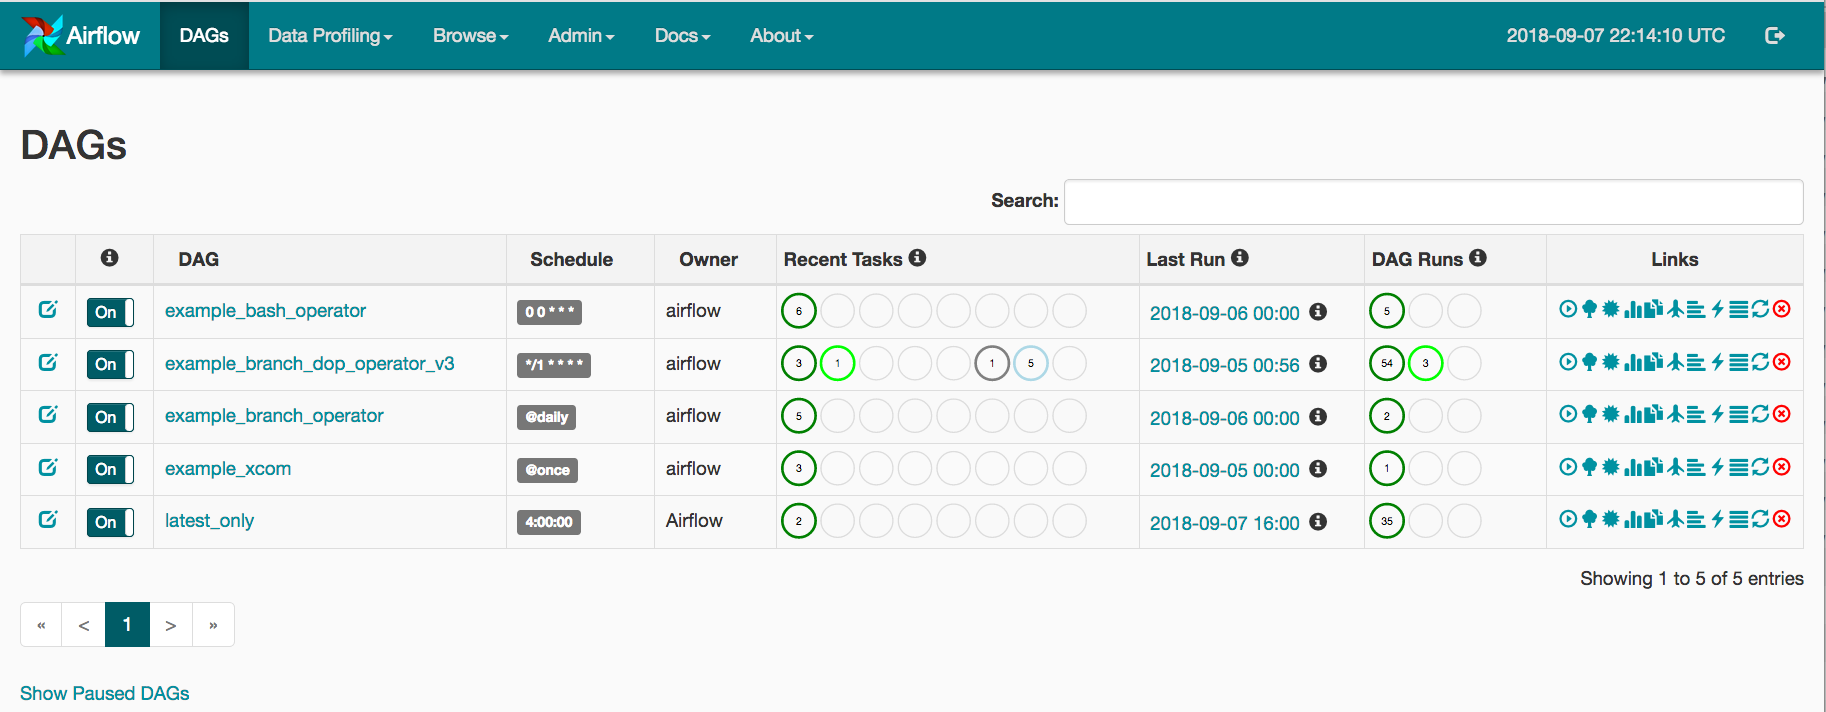 Airflow DAGs Data Profiling Browse Admin Docs About 2018-09-07 22:14:10 UTC
DAGs
Search:
DAG Schedule Owner Recent Tasks Last Run DAG Runs Links
On example_bash_operator 0 0 * * * airflow 6 2018-09-06 00:00 5
On example_branch_dop_operator_v3 */1 * * * * airflow 3 1 1 5 2018-09-05 00:56 54 3
On example_branch_operator @daily airflow 5 2018-09-06 00:00 2
On example_xcom @once airflow 3 2018-09-05 00:00 1
On latest_only 4:00:00 Airflow 2 2018-09-07 16:00 35
Showing 1 to 5 of 5 entries
« < 1 > »
Show Paused DAGs